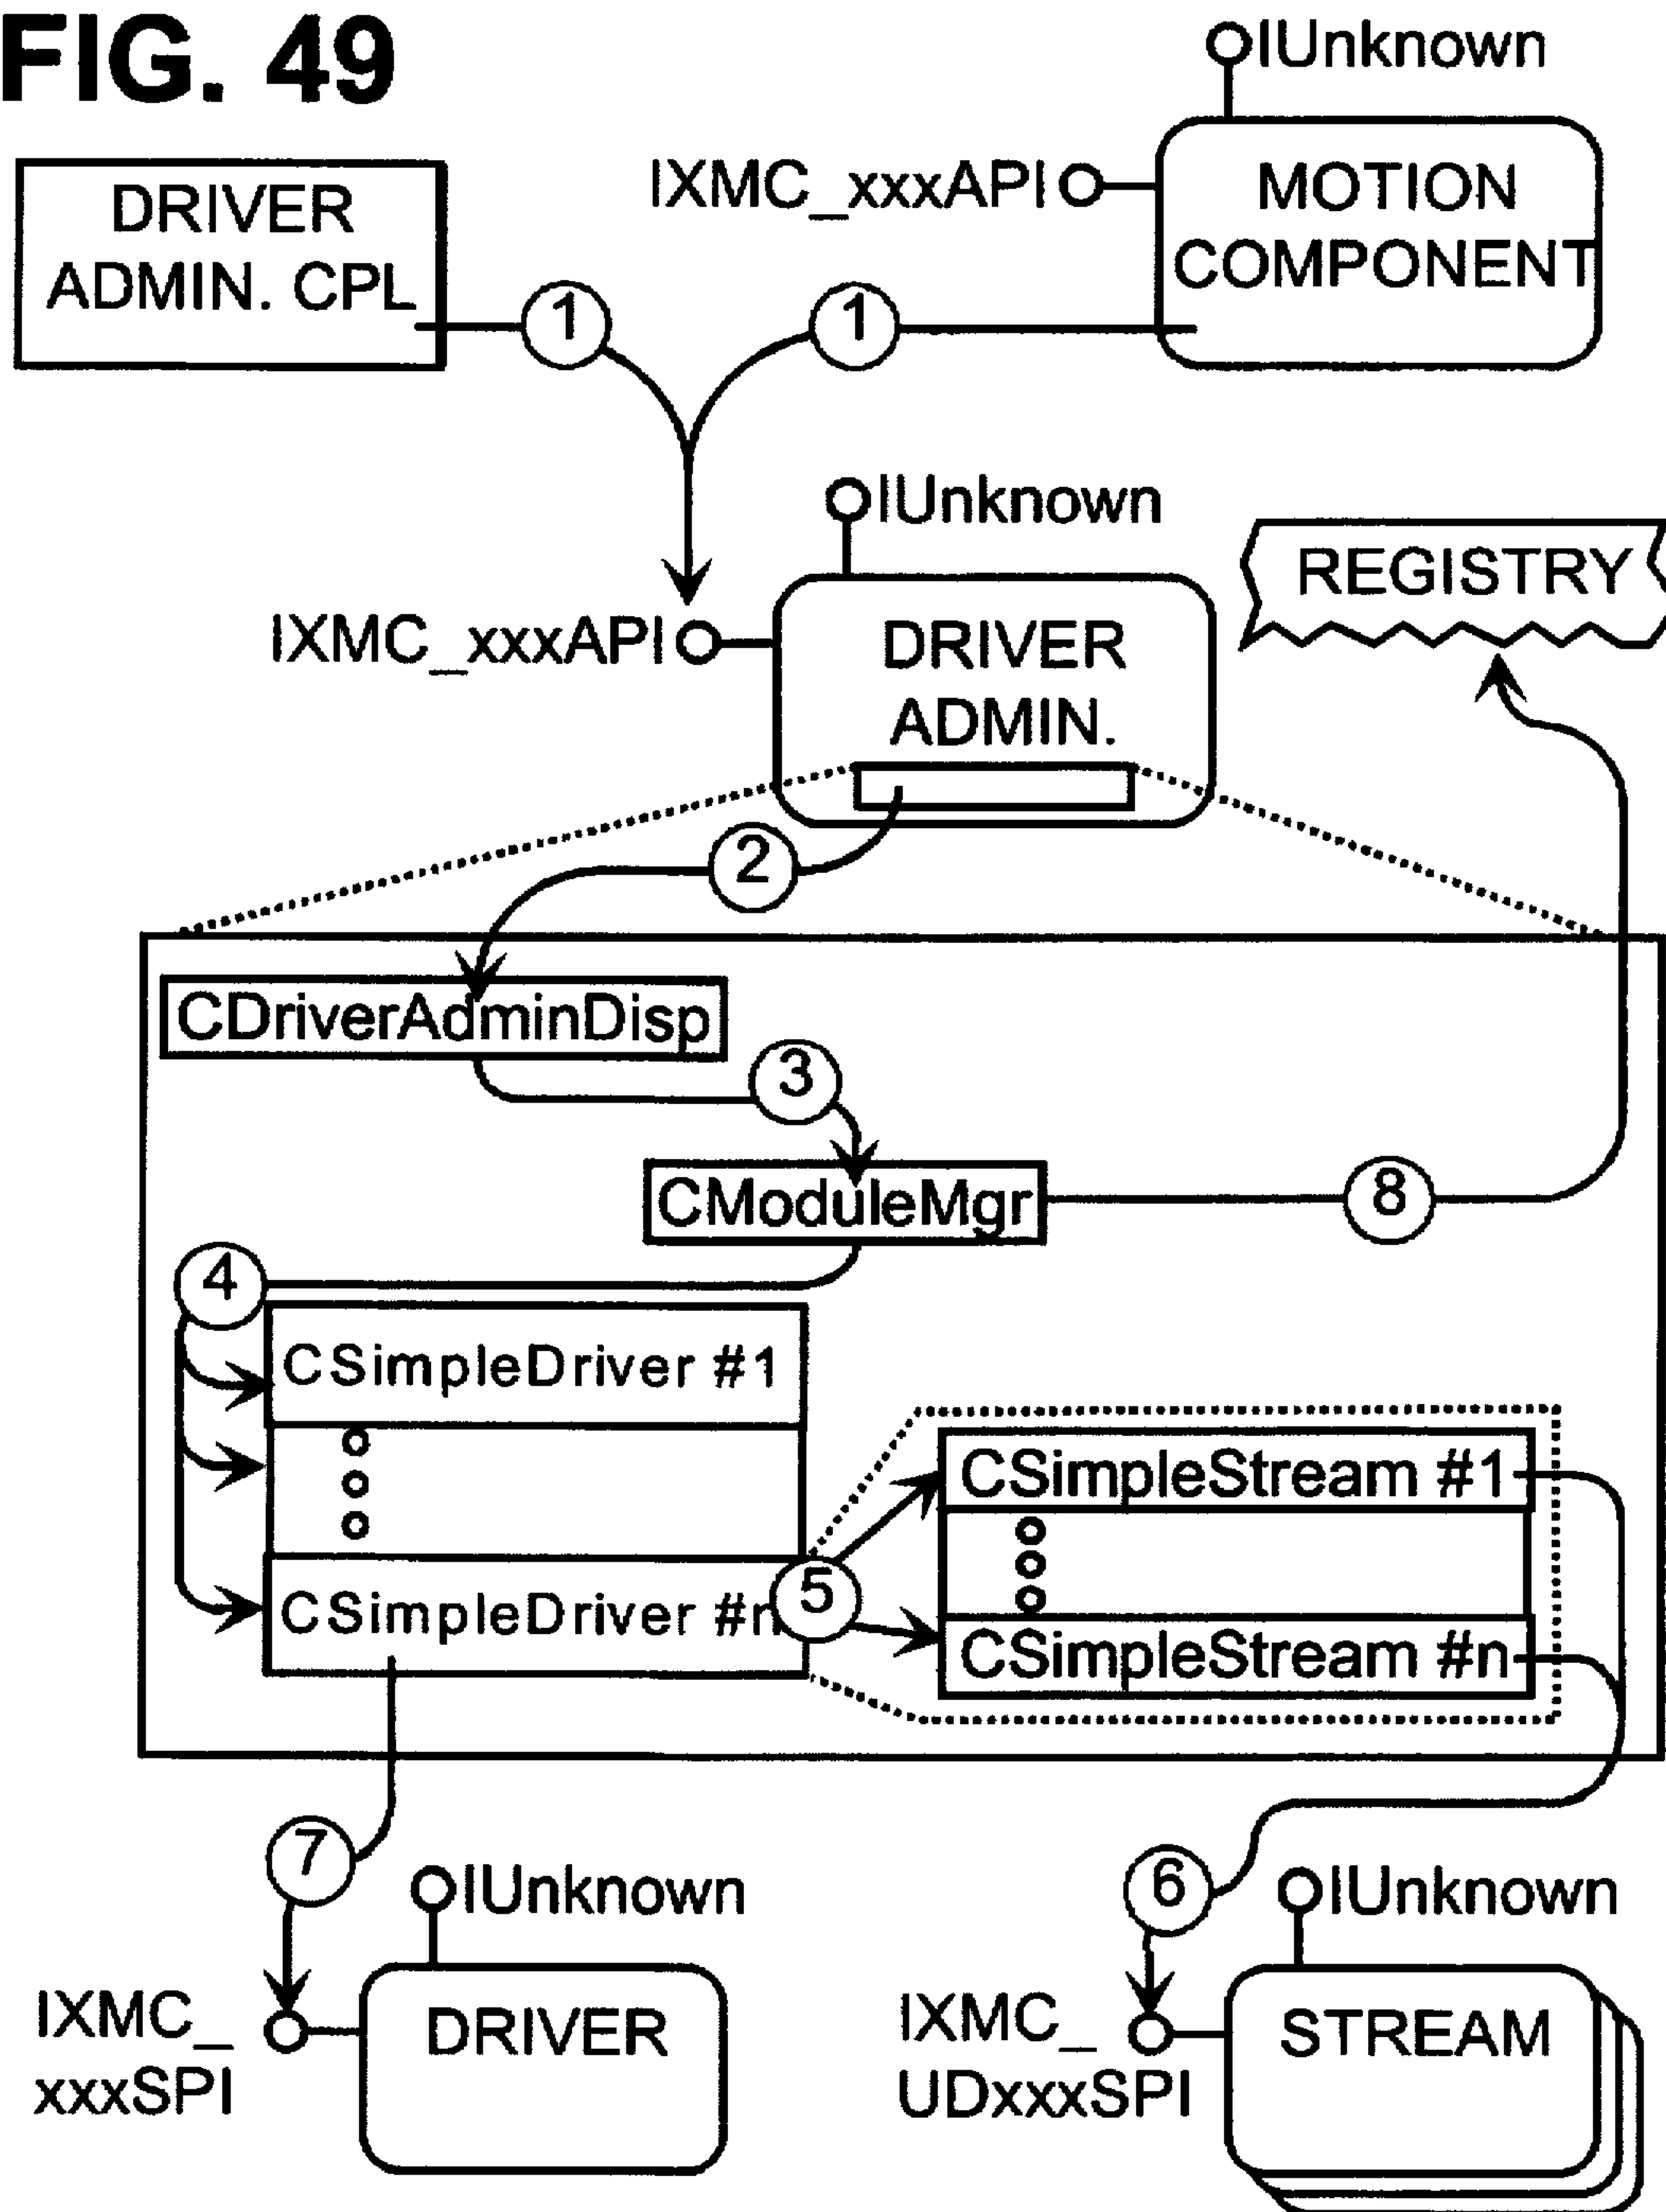 FIG. 49
IUnknown
IXMC_xxxAPI
MOTION
COMPONENT
DRIVER
ADMIN. CPL
1
1
IUnknown
REGISTRY
IXMC_xxxAPI
DRIVER
ADMIN.
2
CDriverAdminDisp
3
CModuleMgr
8
4
CSimpleDriver #1
CSimpleStream #1
5
CSimpleDriver #n
CSimpleStream #n
7
IUnknown
6
IUnknown
IXMC_
xxxSPI
DRIVER
IXMC_
UDxxxSPI
STREAM